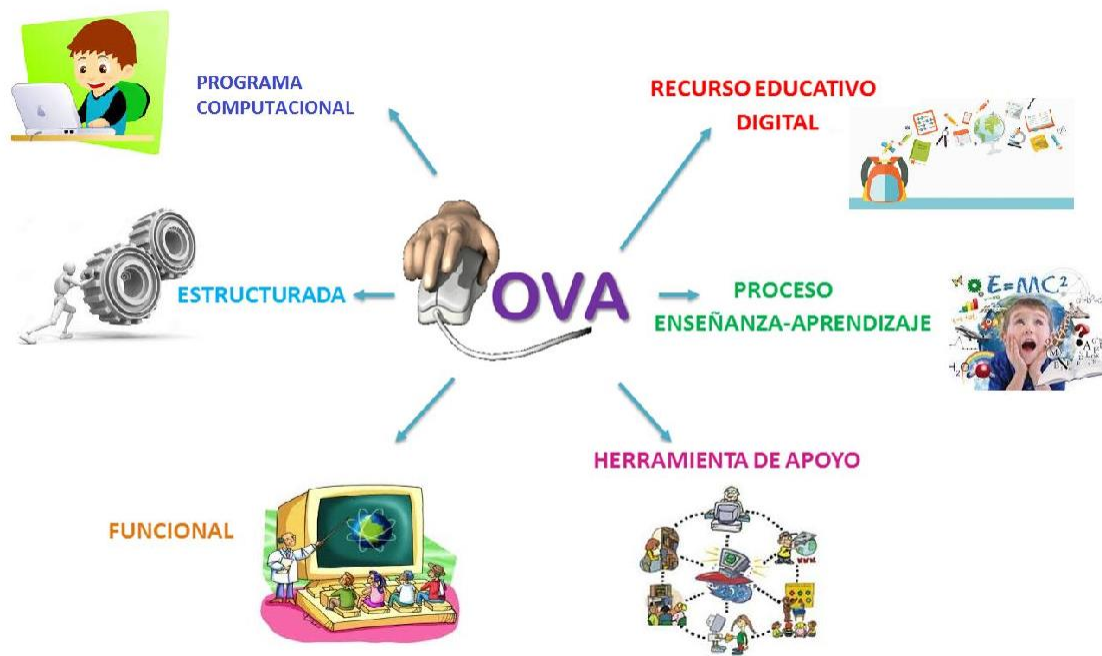 PROGRAMA
COMPUTACIONAL
RECURSO EDUCATIVO
DIGITAL
ESTRUCTURADA
OVA
PROCESO
ENSEÑANZA-APRENDIZAJE
E=MC²
HERRAMIENTA DE APOYO
FUNCIONAL